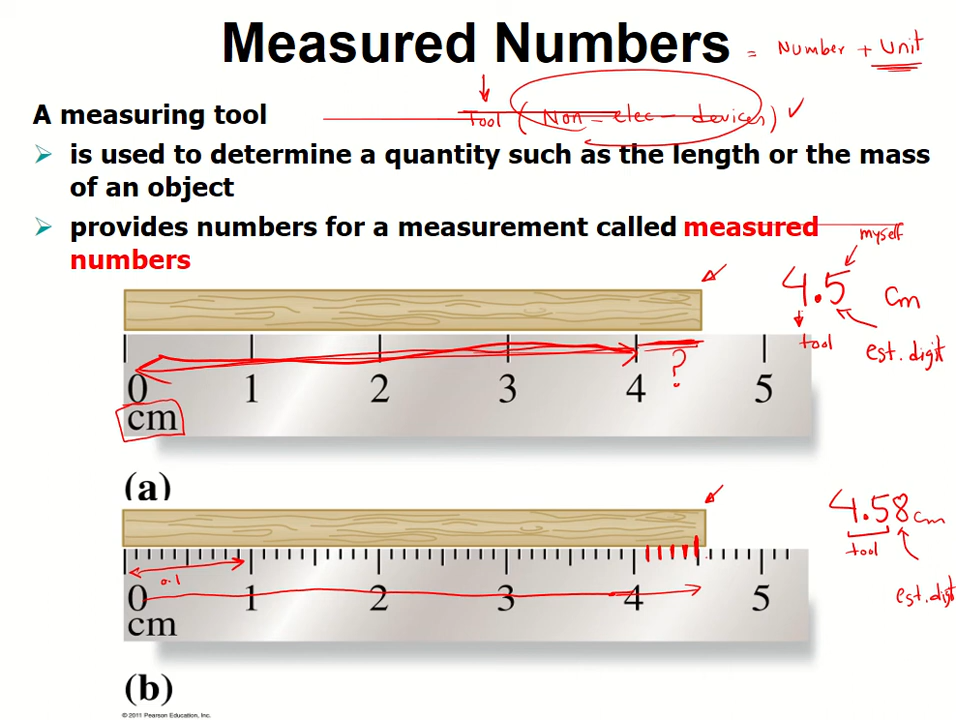 Measured Numbers = Number + Unit
A measuring tool Tool (Non-elec-devices) ✓
is used to determine a quantity such as the length or the mass
of an object
provides numbers for a measurement called measured
numbers
myself
4.5 cm
tool
est. digit
?
0 1 2 3 4 5
cm
(a)
4.58 cm
tool
est. digit
0.1
0 1 2 3 4 5
cm
(b)
© 2011 Pearson Education, Inc.